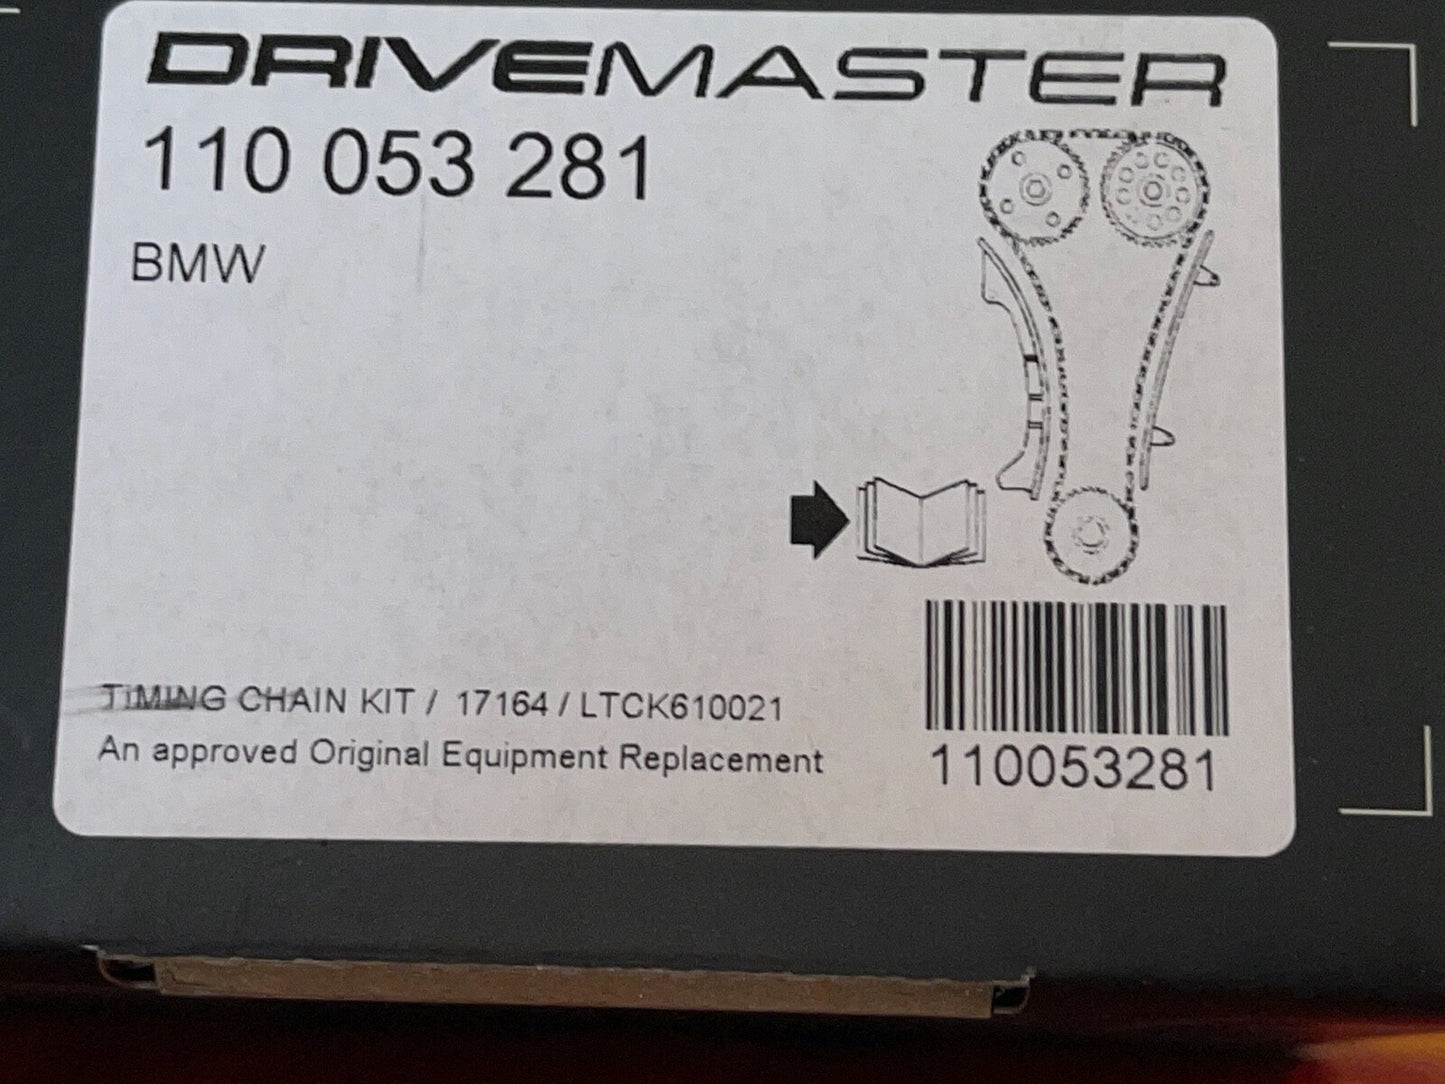 DRIVEMASTER
110 053 281
BMW
TIMING CHAIN KIT / 17164 / LTCK610021
An approved Original Equipment Replacement
110053281